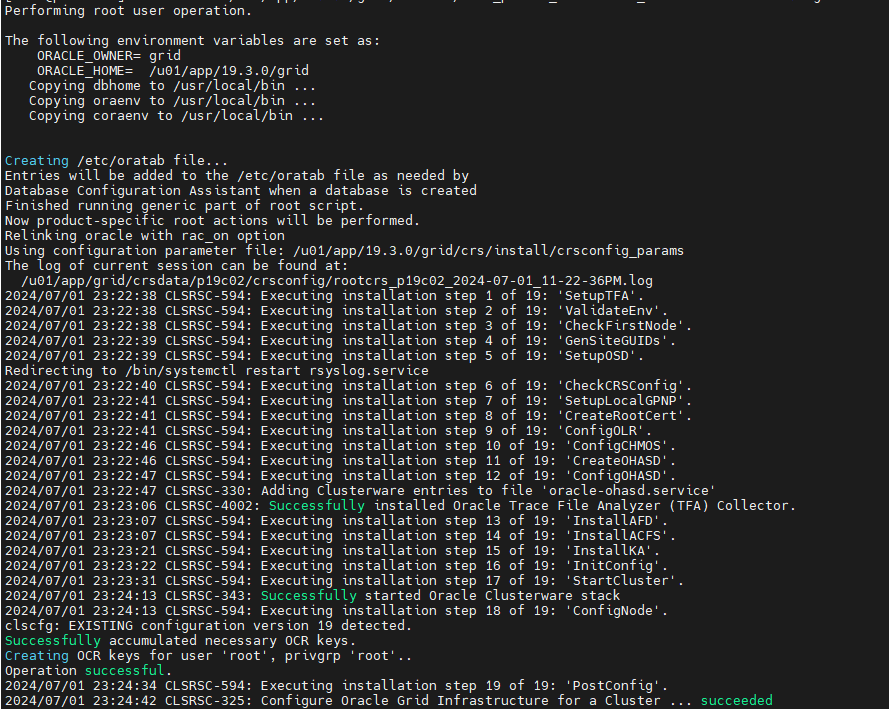 Performing root user operation.
The following environment variables are set as:
ORACLE_OWNER= grid
ORACLE_HOME=  /u01/app/19.3.0/grid
Copying dbhome to /usr/local/bin ...
Copying oraenv to /usr/local/bin ...
Copying coraenv to /usr/local/bin ...
Creating /etc/oratab file...
Entries will be added to the /etc/oratab file as needed by
Database Configuration Assistant when a database is created
Finished running generic part of root script.
Now product-specific root actions will be performed.
Relinking oracle with rac_on option
Using configuration parameter file: /u01/app/19.3.0/grid/crs/install/crsconfig_params
The log of current session can be found at:
/u01/app/grid/crsdata/p19c02/crsconfig/rootcrs_p19c02_2024-07-01_11-22-36PM.log
2024/07/01 23:22:38 CLSRSC-594: Executing installation step 1 of 19: 'SetupTFA'.
2024/07/01 23:22:38 CLSRSC-594: Executing installation step 2 of 19: 'ValidateEnv'.
2024/07/01 23:22:38 CLSRSC-594: Executing installation step 3 of 19: 'CheckFirstNode'.
2024/07/01 23:22:39 CLSRSC-594: Executing installation step 4 of 19: 'GenSiteGUIDs'.
2024/07/01 23:22:39 CLSRSC-594: Executing installation step 5 of 19: 'SetupOSD'.
Redirecting to /bin/systemctl restart rsyslog.service
2024/07/01 23:22:40 CLSRSC-594: Executing installation step 6 of 19: 'CheckCRSConfig'.
2024/07/01 23:22:41 CLSRSC-594: Executing installation step 7 of 19: 'SetupLocalGPNP'.
2024/07/01 23:22:41 CLSRSC-594: Executing installation step 8 of 19: 'CreateRootCert'.
2024/07/01 23:22:41 CLSRSC-594: Executing installation step 9 of 19: 'ConfigOLR'.
2024/07/01 23:22:46 CLSRSC-594: Executing installation step 10 of 19: 'ConfigCHMOS'.
2024/07/01 23:22:46 CLSRSC-594: Executing installation step 11 of 19: 'CreateOHASD'.
2024/07/01 23:22:47 CLSRSC-594: Executing installation step 12 of 19: 'ConfigOHASD'.
2024/07/01 23:22:47 CLSRSC-330: Adding Clusterware entries to file 'oracle-ohasd.service'
2024/07/01 23:23:06 CLSRSC-4002: Successfully installed Oracle Trace File Analyzer (TFA) Collector.
2024/07/01 23:23:07 CLSRSC-594: Executing installation step 13 of 19: 'InstallAFD'.
2024/07/01 23:23:07 CLSRSC-594: Executing installation step 14 of 19: 'InstallACFS'.
2024/07/01 23:23:21 CLSRSC-594: Executing installation step 15 of 19: 'InstallKA'.
2024/07/01 23:23:22 CLSRSC-594: Executing installation step 16 of 19: 'InitConfig'.
2024/07/01 23:23:31 CLSRSC-594: Executing installation step 17 of 19: 'StartCluster'.
2024/07/01 23:24:13 CLSRSC-343: Successfully started Oracle Clusterware stack
2024/07/01 23:24:13 CLSRSC-594: Executing installation step 18 of 19: 'ConfigNode'.
clscfg: EXISTING configuration version 19 detected.
Successfully accumulated necessary OCR keys.
Creating OCR keys for user 'root', privgrp 'root'..
Operation successful.
2024/07/01 23:24:34 CLSRSC-594: Executing installation step 19 of 19: 'PostConfig'.
2024/07/01 23:24:42 CLSRSC-325: Configure Oracle Grid Infrastructure for a Cluster ... succeeded